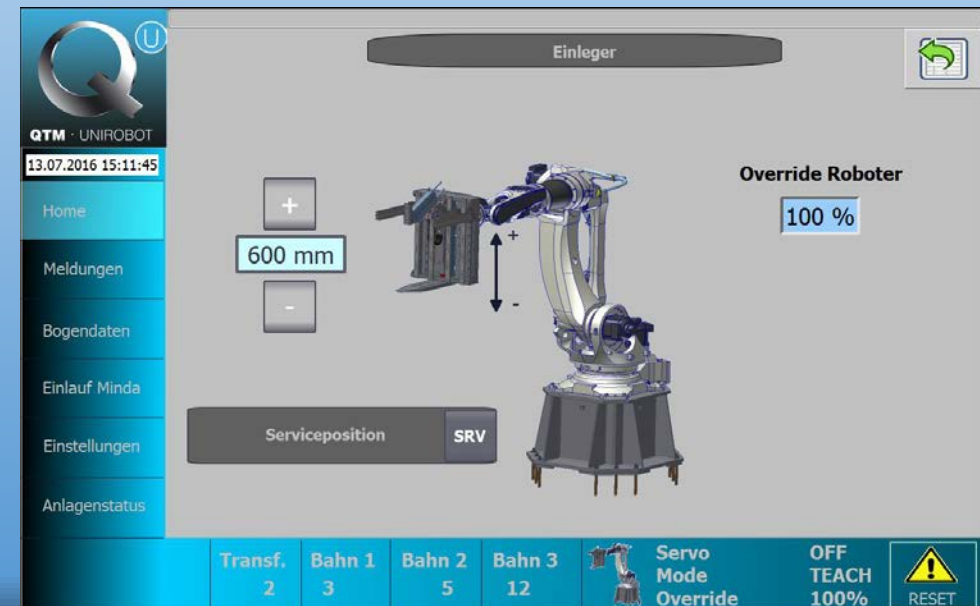 Einleger
U
QTM · UNIROBOT
13.07.2016 15:11:45
Home
Meldungen
Bogendaten
Einlauf Minda
Einstellungen
Anlagenstatus
+
600 mm
-
+
-
Override Roboter
100 %
Serviceposition SRV
Transf. Bahn 1 Bahn 2 Bahn 3
2 3 5 12
Servo OFF
Mode TEACH
Override 100%
RESET